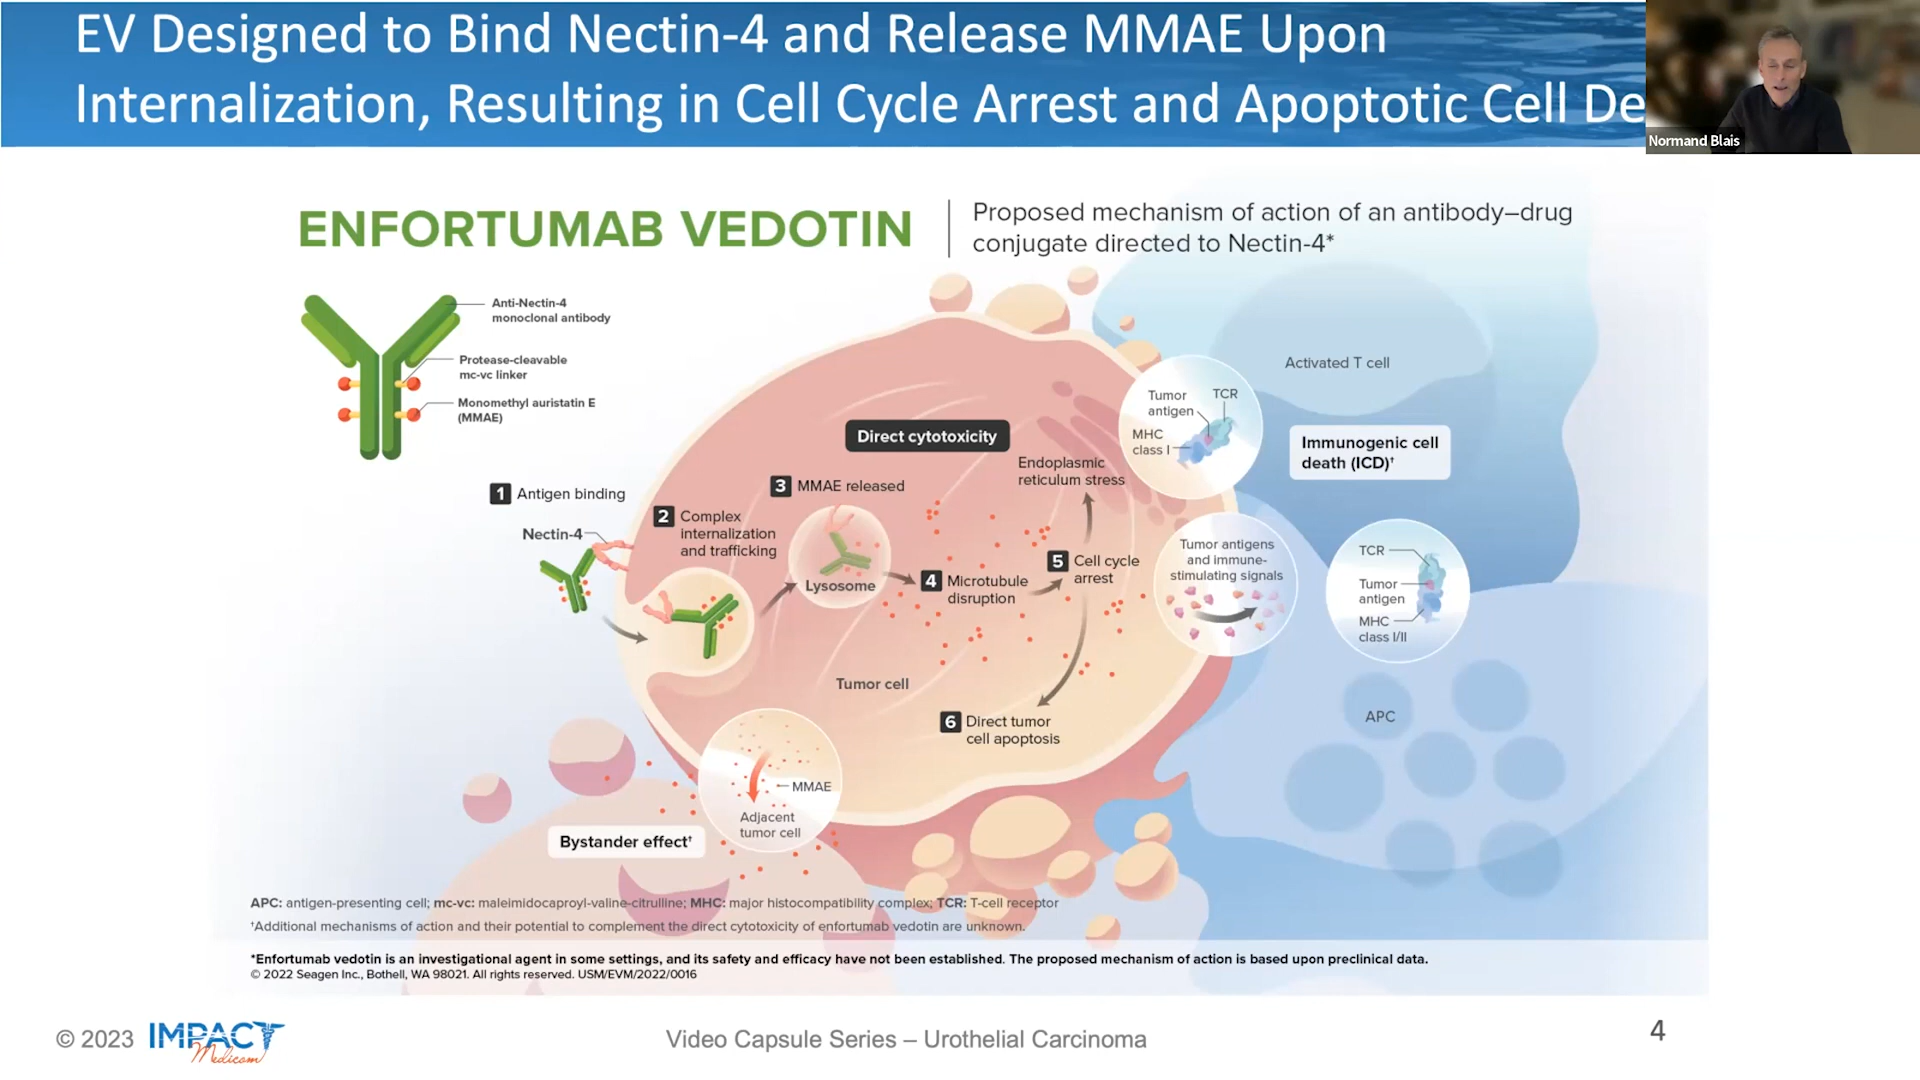 EV Designed to Bind Nectin-4 and Release MMAE Upon
Internalization, Resulting in Cell Cycle Arrest and Apoptotic Cell De
Normand Blais
ENFORTUMAB VEDOTIN
Proposed mechanism of action of an antibody–drug
conjugate directed to Nectin-4*
Anti-Nectin-4
monoclonal antibody
Protease-cleavable
mc-vc linker
Monomethyl auristatin E
(MMAE)
Direct cytotoxicity
1 Antigen binding
Nectin-4
2 Complex
internalization
and trafficking
3 MMAE released
Lysosome
4 Microtubule
disruption
5 Cell cycle
arrest
Endoplasmic
reticulum stress
6 Direct tumor
cell apoptosis
Tumor cell
MMAE
Adjacent
tumor cell
Bystander effect†
Tumor
antigen
TCR
MHC
class I
Activated T cell
Immunogenic cell
death (ICD)†
Tumor antigens
and immune-
stimulating signals
TCR
Tumor
antigen
MHC
class I/II
APC
APC: antigen-presenting cell; mc-vc: maleimidocaproyl-valine-citrulline; MHC: major histocompatibility complex; TCR: T-cell receptor
†Additional mechanisms of action and their potential to complement the direct cytotoxicity of enfortumab vedotin are unknown.
*Enfortumab vedotin is an investigational agent in some settings, and its safety and efficacy have not been established. The proposed mechanism of action is based upon preclinical data.
© 2022 Seagen Inc., Bothell, WA 98021. All rights reserved. USM/EVM/2022/0016
© 2023 IMPACT
Medicom
Video Capsule Series – Urothelial Carcinoma
4